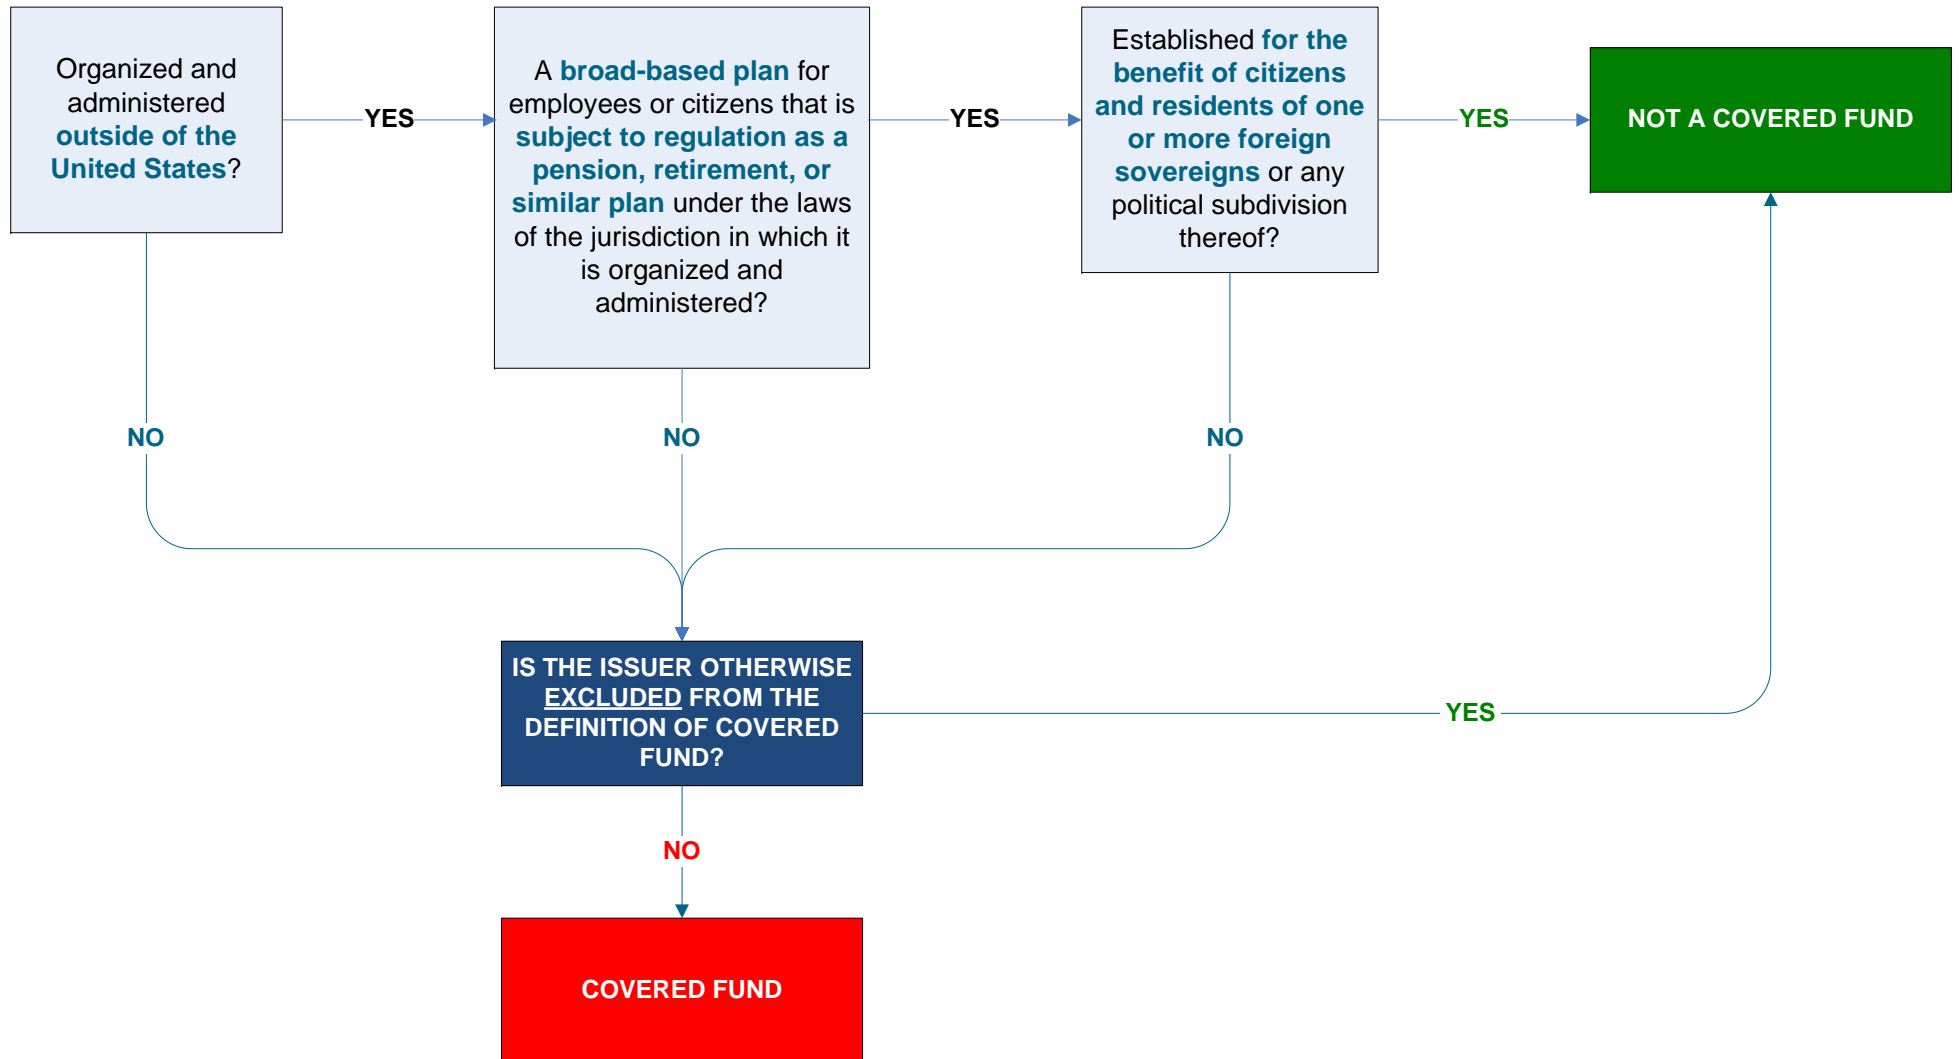 Organized and
administered
outside of the
United States?
YES
A broad-based plan for
employees or citizens that is
subject to regulation as a
pension, retirement, or
similar plan under the laws
of the jurisdiction in which it
is organized and
administered?
YES
Established for the
benefit of citizens
and residents of one
or more foreign
sovereigns or any
political subdivision
thereof?
YES
NOT A COVERED FUND
NO
NO
NO
IS THE ISSUER OTHERWISE
EXCLUDED FROM THE
DEFINITION OF COVERED
FUND?
YES
NO
COVERED FUND